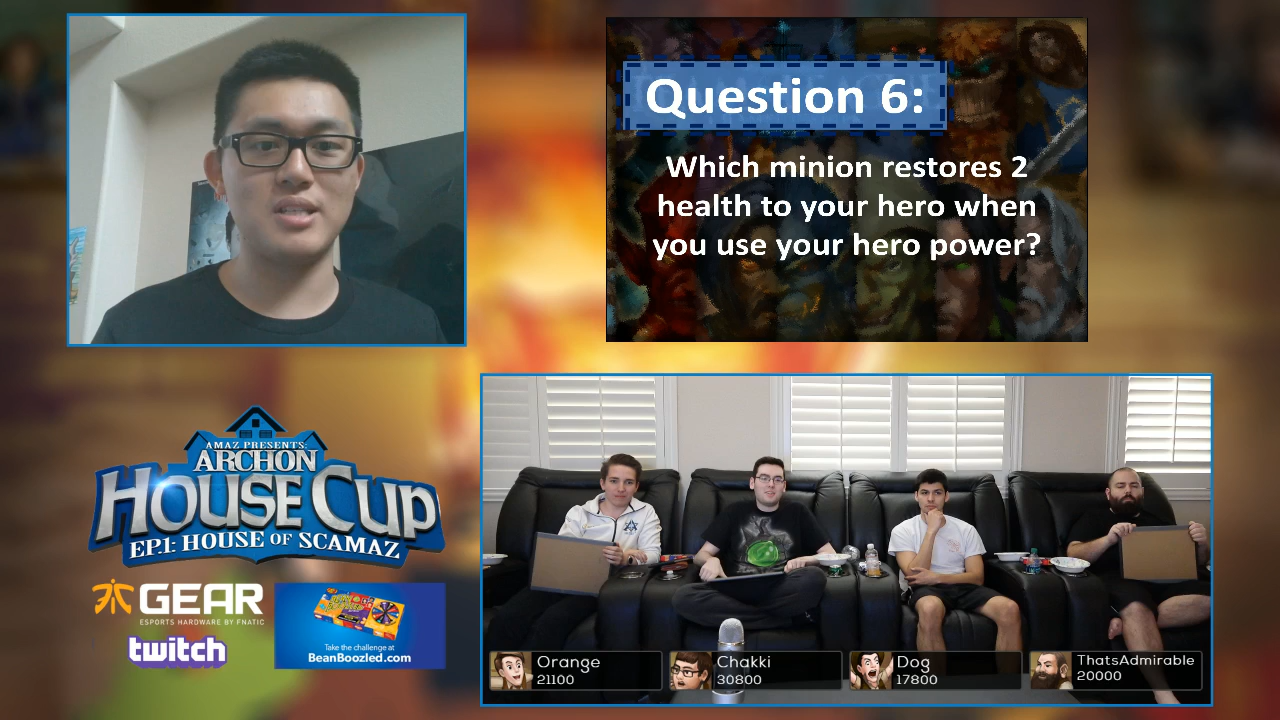 Question 6:
Which minion restores 2
health to your hero when
you use your hero power?
AMAZ PRESENTS:
ARCHON
HOUSE CUP
EP.1: HOUSE OF SCAMAZ
GEAR
ESPORTS HARDWARE BY FNATIC
twitch
Take the challenge at
BeanBoozled.com
Orange
21100
Chakki
30800
Dog
17800
ThatsAdmirable
20000